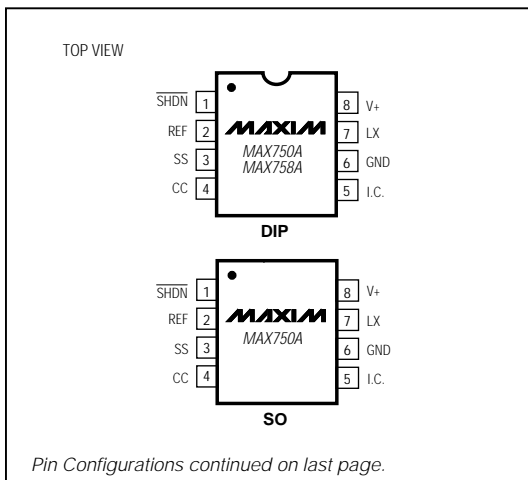 TOP VIEW
SHDN 1
REF 2
SS 3
CC 4
MAXIM
MAX750A
MAX758A
8 V+
7 LX
6 GND
5 I.C.
DIP
SHDN 1
REF 2
SS 3
CC 4
MAXIM
MAX750A
8 V+
7 LX
6 GND
5 I.C.
SO
Pin Configurations continued on last page.